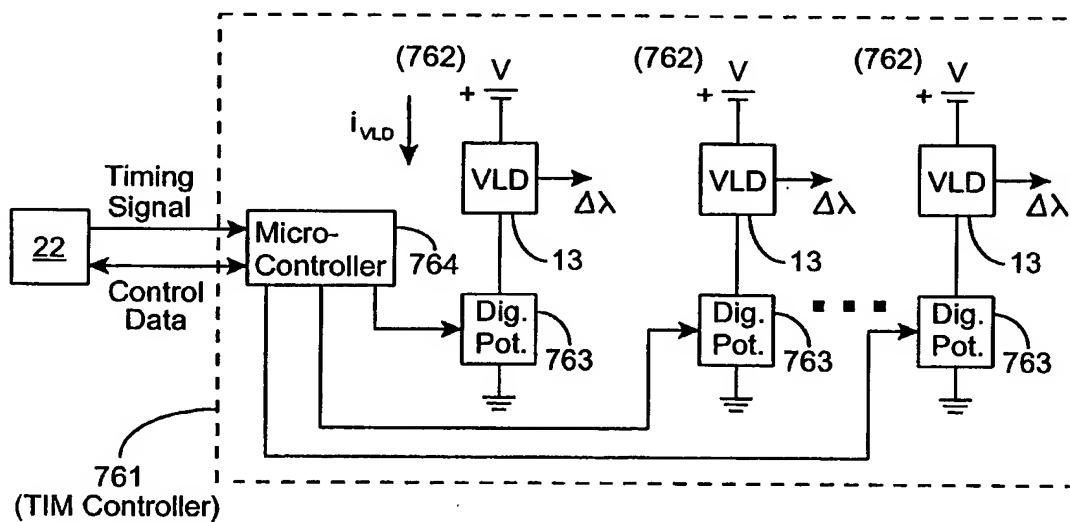 (762) V
+
(762) V
+
(762) V
+
iVLD
VLD
Δλ
VLD
Δλ
VLD
Δλ
Timing
Signal
22
Micro-
Controller
764
13
13
13
Control
Data
Dig.
Pot.
763
Dig.
Pot.
763
Dig.
Pot.
763
761
(TIM Controller)